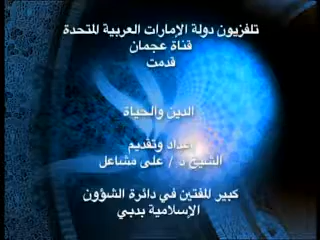 تلفزيون دولة الإمارات العربية المتحدة
قناة عجمان
قدمت
الدين والحياة
إعداد وتقديم
الشيخ د / على مشاعل
كبير المفتين في دائرة الشؤون
الإسلامية بدبي